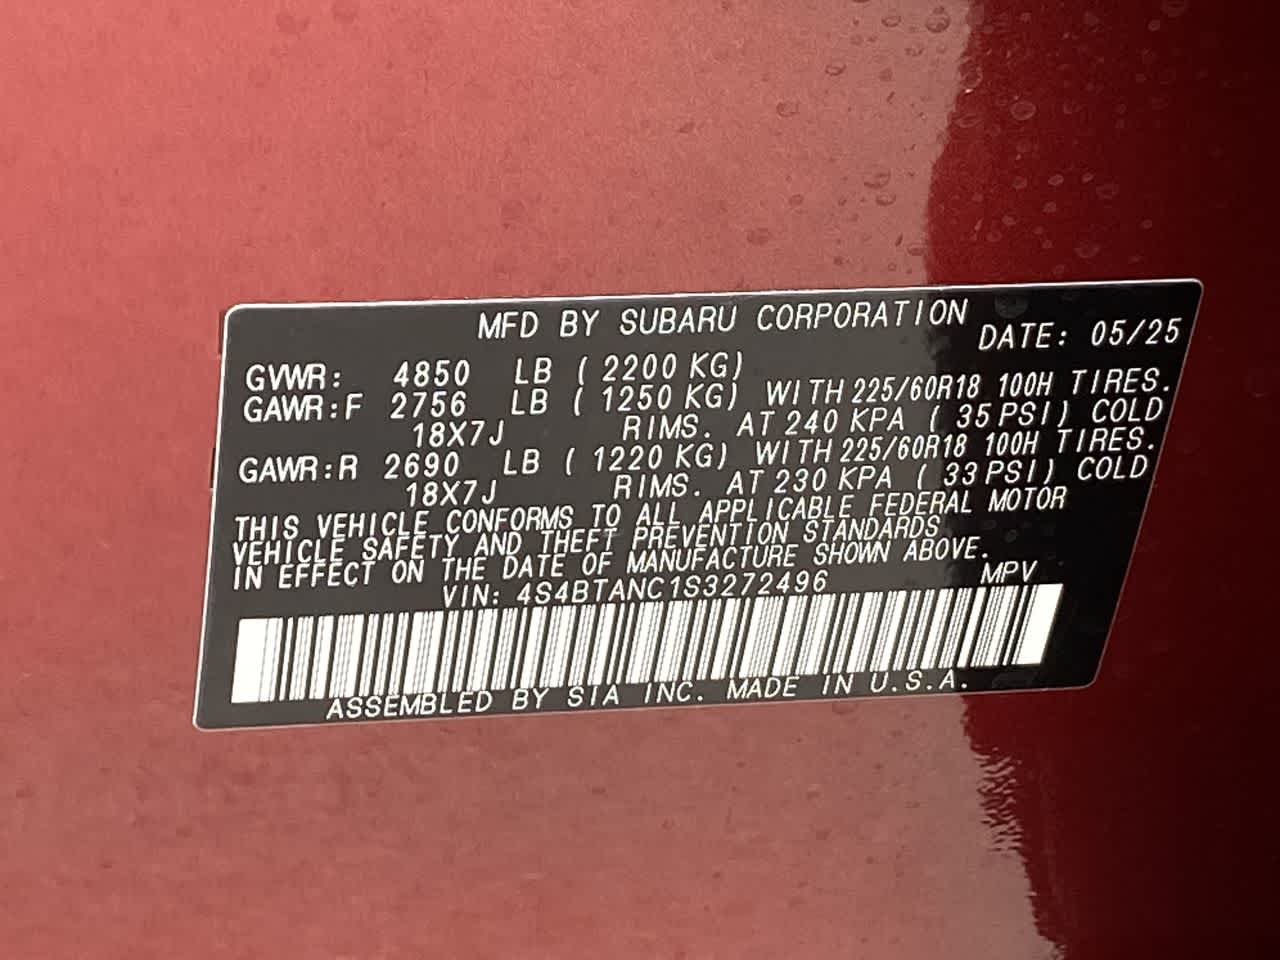 MFD BY SUBARU CORPORATION DATE: 05/25
GVWR: 4850 LB ( 2200 KG)
GAWR:F 2756 LB ( 1250 KG) WITH 225/60R18 100H TIRES.
18X7J RIMS. AT 240 KPA ( 35 PSI) COLD
GAWR:R 2690 LB ( 1220 KG) WITH 225/60R18 100H TIRES.
18X7J RIMS. AT 230 KPA ( 33 PSI) COLD
THIS VEHICLE CONFORMS TO ALL APPLICABLE FEDERAL MOTOR
VEHICLE SAFETY AND THEFT PREVENTION STANDARDS
IN EFFECT ON THE DATE OF MANUFACTURE SHOWN ABOVE.
VIN: 4S4BTANC1S3272496 MPV
ASSEMBLED BY SIA INC. MADE IN U.S.A.